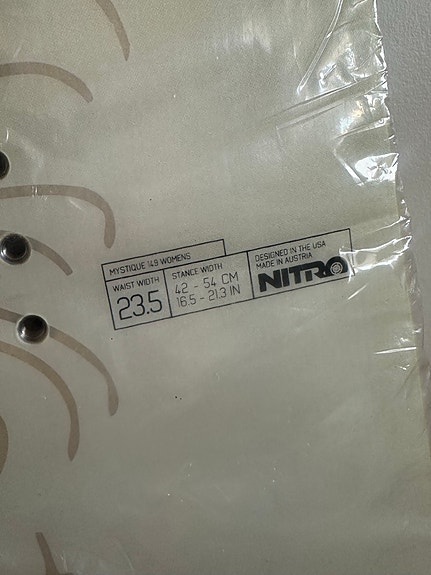 MYSTIQUE 149 WOMENS
WAIST WIDTH
23.5
STANCE WIDTH
42 - 54 CM
16.5 - 21.3 IN
DESIGNED IN THE USA
MADE IN AUSTRIA
NITRO